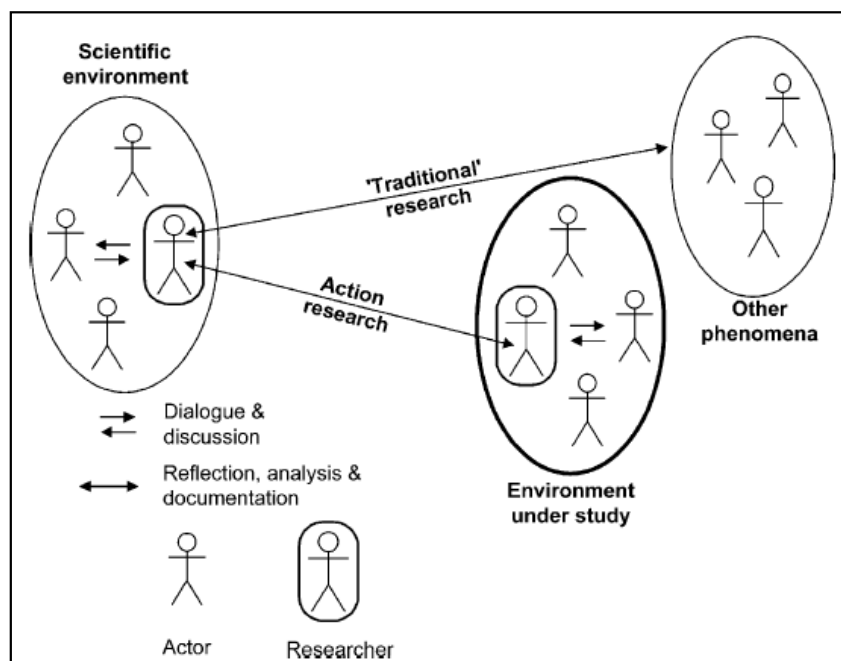 Scientific
environment
'Traditional'
research
Action
research
Other
phenomena
Dialogue &
discussion
Reflection, analysis &
documentation
Environment
under study
Actor
Researcher